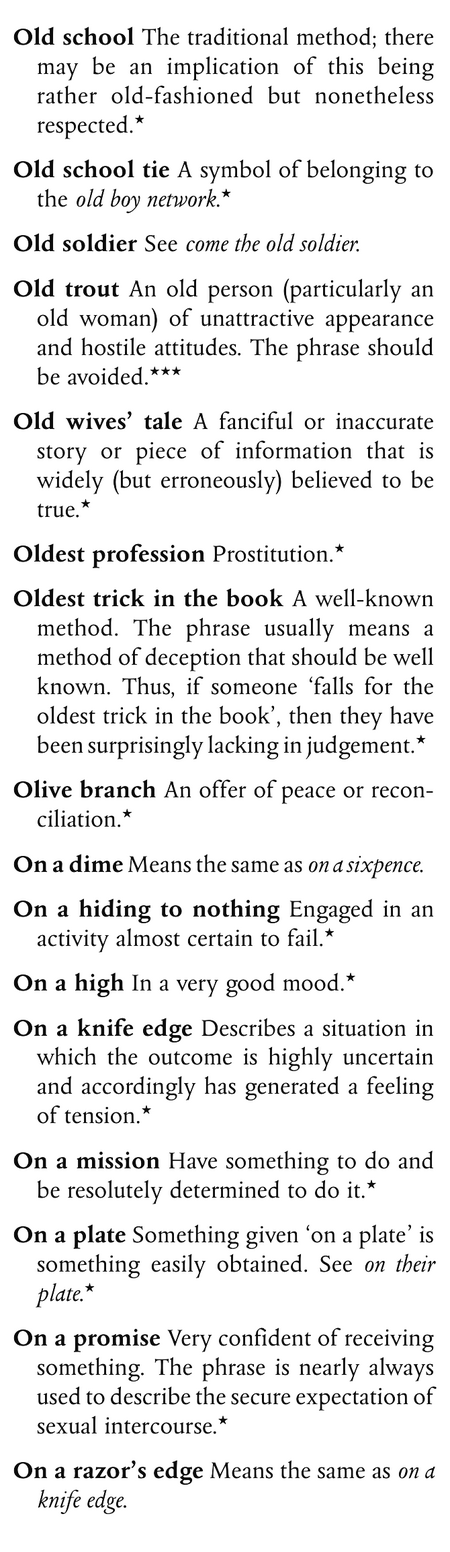 Old school The traditional method; there
may be an implication of this being
rather old-fashioned but nonetheless
respected.★
Old school tie A symbol of belonging to
the old boy network.★
Old soldier See come the old soldier.
Old trout An old person (particularly an
old woman) of unattractive appearance
and hostile attitudes. The phrase should
be avoided.★★★
Old wives’ tale A fanciful or inaccurate
story or piece of information that is
widely (but erroneously) believed to be
true.★
Oldest profession Prostitution.★
Oldest trick in the book A well-known
method. The phrase usually means a
method of deception that should be well
known. Thus, if someone ‘falls for the
oldest trick in the book’, then they have
been surprisingly lacking in judgement.★
Olive branch An offer of peace or recon-
ciliation.★
On a dime Means the same as on a sixpence.
On a hiding to nothing Engaged in an
activity almost certain to fail.★
On a high In a very good mood.★
On a knife edge Describes a situation in
which the outcome is highly uncertain
and accordingly has generated a feeling
of tension.★
On a mission Have something to do and
be resolutely determined to do it.★
On a plate Something given ‘on a plate’ is
something easily obtained. See on their
plate.★
On a promise Very confident of receiving
something. The phrase is nearly always
used to describe the secure expectation of
sexual intercourse.★
On a razor’s edge Means the same as on a
knife edge.